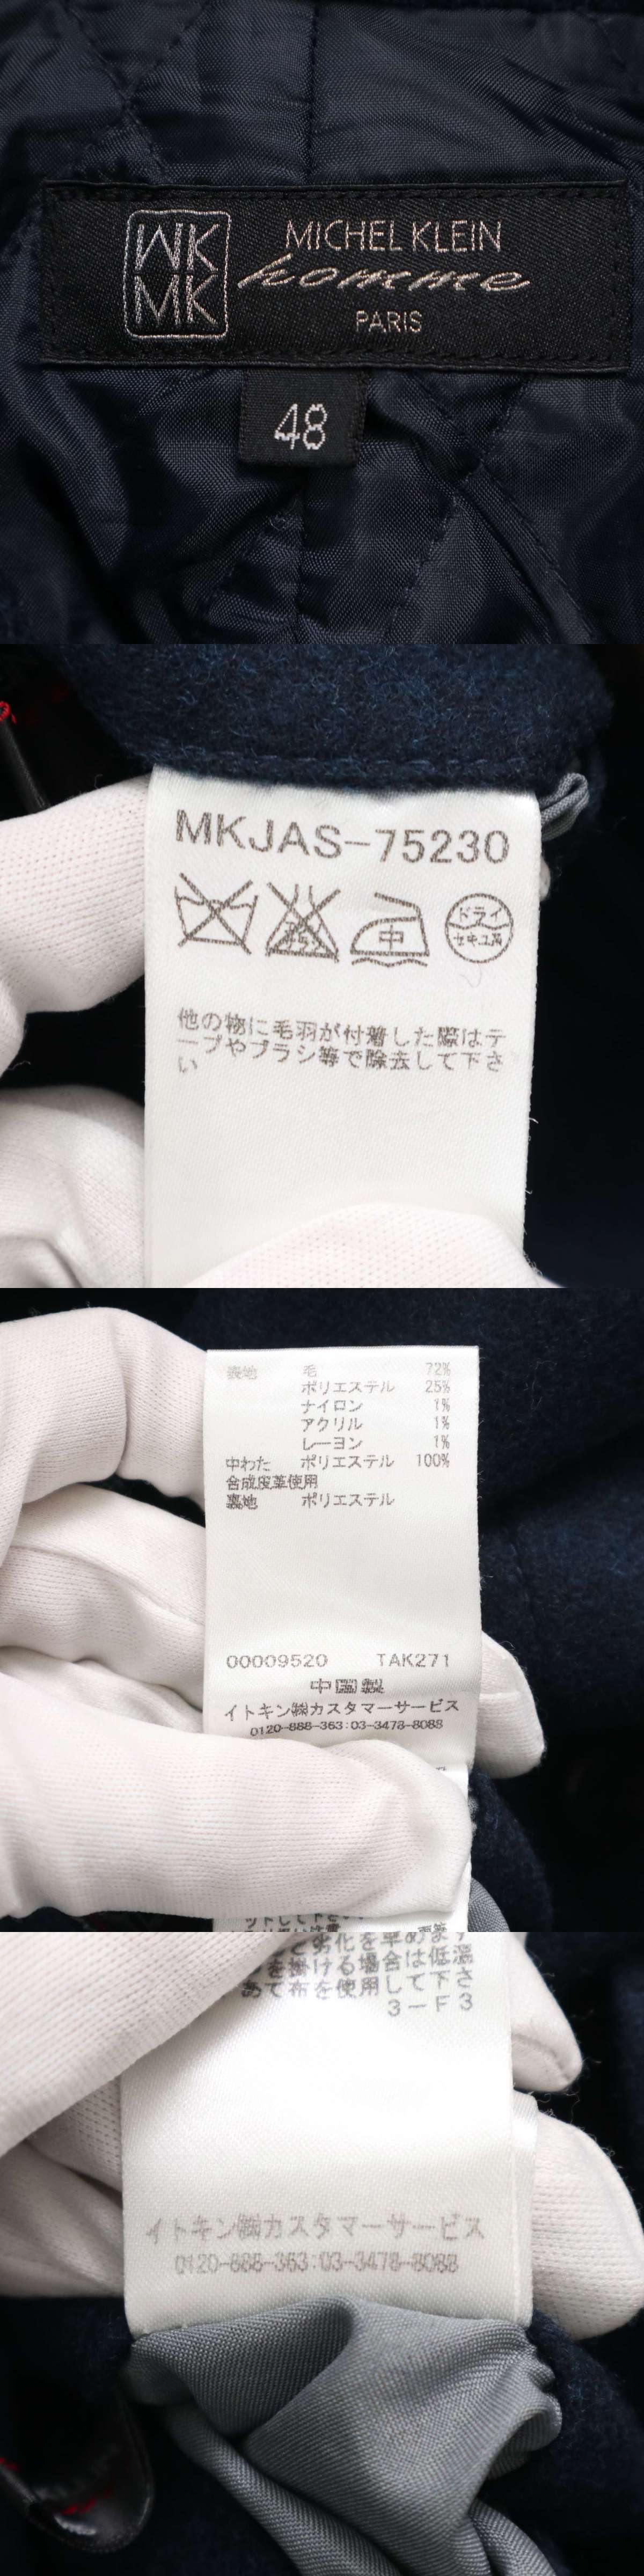 MK
MK
MICHEL KLEIN
homme
PARIS
48
MKJAS-75230
中
ドライ
セキユ系
他の物に毛羽が付着した際はテ
ープやブラシ等で除去して下さ
い
表地 毛 72%
ポリエステル 25%
ナイロン 1%
アクリル 1%
レーヨン 1%
中わた ポリエステル 100%
合成皮革使用
裏地 ポリエステル
00009520 TAK271
中国製
イトキン㈱カスタマーサービス
0120-888-363:03-3478-8088
ットして下さい
劣化を早めま
を掛ける場合は低温
あて布を使用して下さ
3-F3
イトキン㈱カスタマーサービス
0120-888-363:03-3478-8088